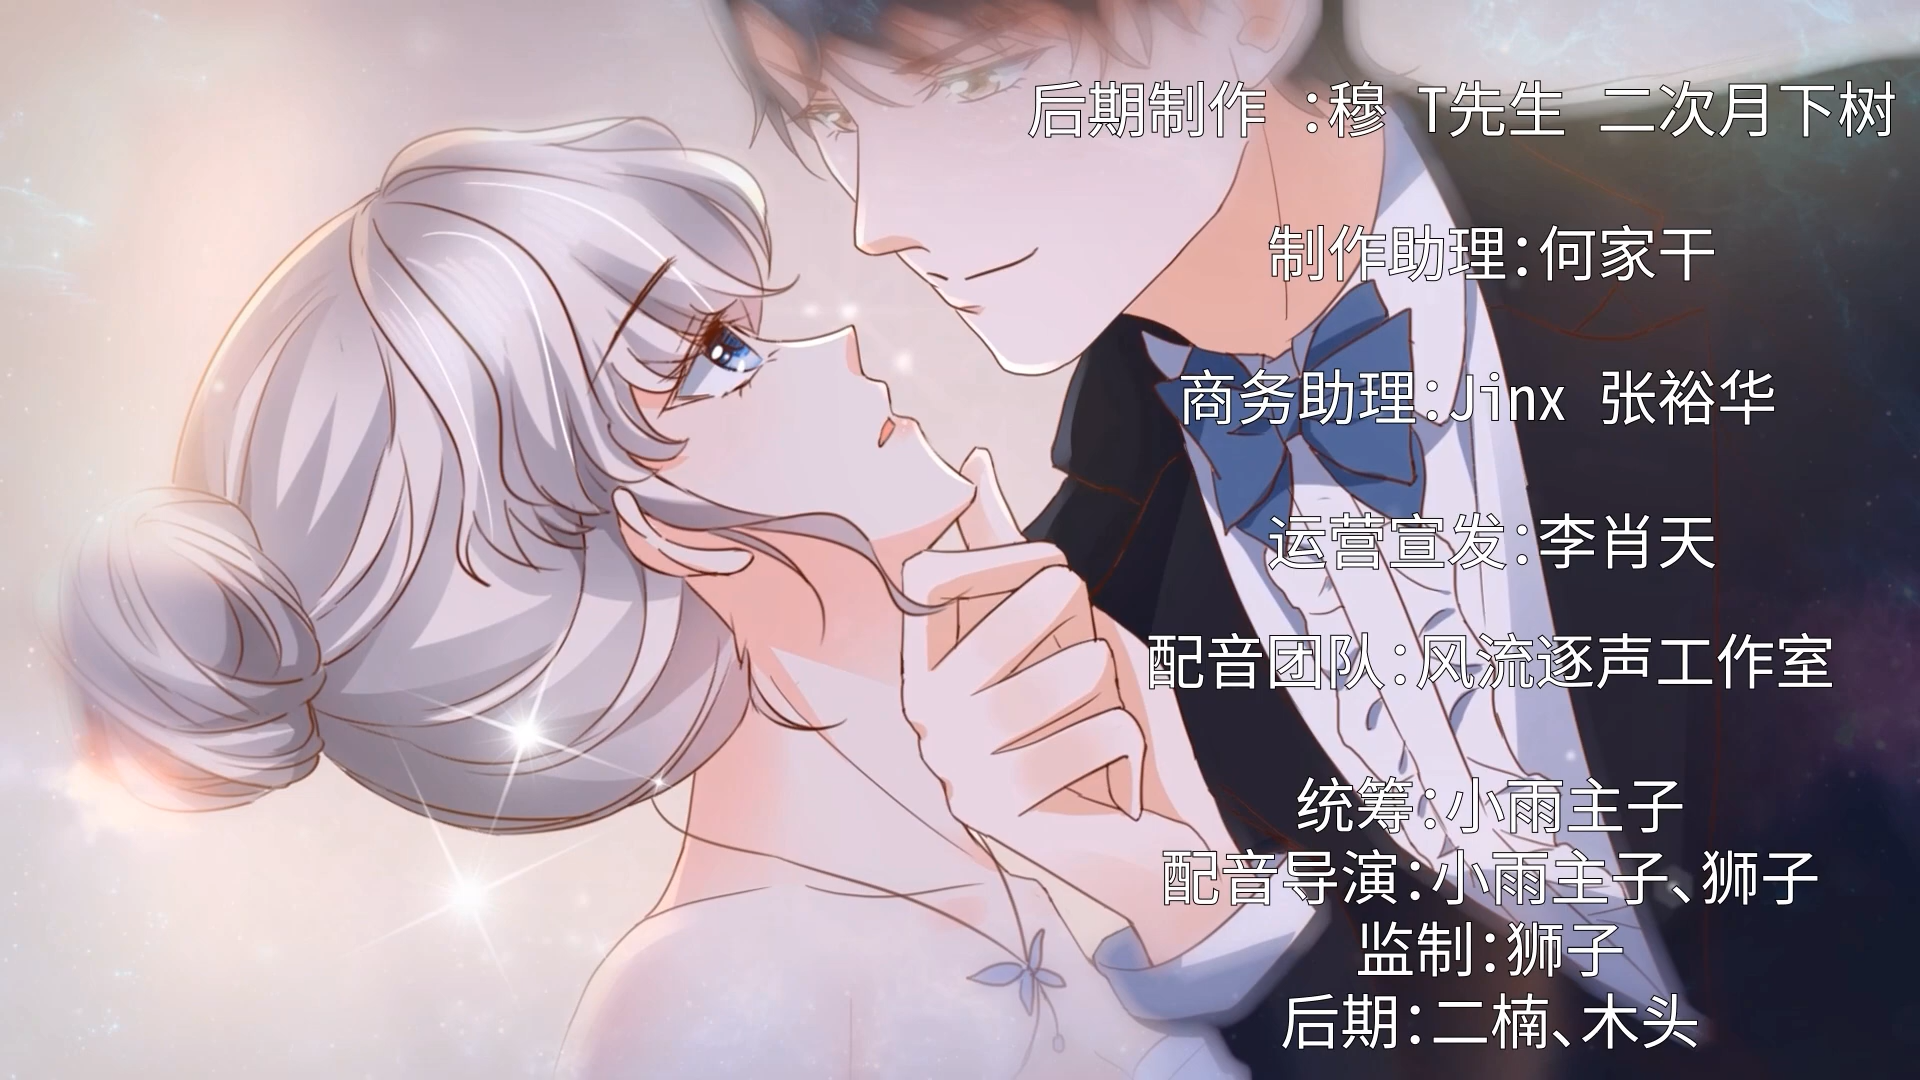 后期制作 :穆 T先生 二次月下树
制作助理:何家干
商务助理:Jinx 张裕华
运营宣发:李肖天
配音团队:风流逐声工作室
统筹:小雨主子
配音导演:小雨主子、狮子
监制:狮子
后期:二楠、木头